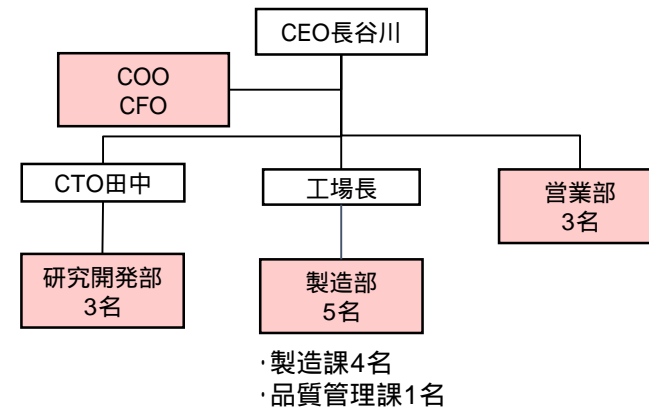 CEO長谷川
COO
CFO
CTO田中
工場長
営業部
3名
研究開発部
3名
製造部
5名
･製造課4名
･品質管理課1名